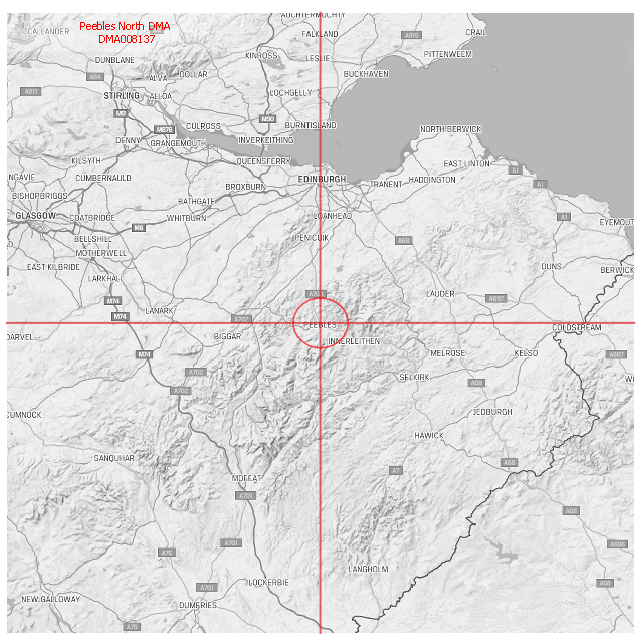 AUCHTERMUCHTY
CRAIL
CALLANDER
Peebles North DMA
DMA008137
FALKLAND
A915
PITTENWEEM
DUNBLANE
KINROSS
LESLIE
A84
ALVA
DOLLAR
BUCKHAVEN
A811
STIRLING
ALLOA
LOCHGELLY
M9
M90
CULROSS
BURNTISLAND
M876
DENNY
GRANGEMOUTH
INVERKEITHING
NORTH BERWICK
KILSYTH
QUEENSFERRY
EAST LINTON
A1
NGAVIE
CUMBERNAULD
BROXBURN
EDINBURGH
TRANENT
HADDINGTON
A1
BISHOPBRIGGS
BATHGATE
GLASGOW
COATBRIDGE
WHITBURN
LOANHEAD
A1
EYEMOUT
M8
BELLSHILL
PENICUIK
A68
MOTHERWELL
EAST KILBRIDE
DUNS
BERWICK
LARKHALL
A703
LAUDER
A697
M74
LANARK
M74
A702
PEEBLES
COLDSTREAM
DARVEL
BIGGAR
INNERLEITHEN
M74
MELROSE
KELSO
A697
A702
SELKIRK
A68
W
A702
CUMNOCK
JEDBURGH
HAWICK
SANQUHAR
A68
A7
MOFFAT
A701
A68
A701
A696
A76
LANGHOLM
LOCKERBIE
A68
A701
NEW GALLOWAY
DUMFRIES
A75